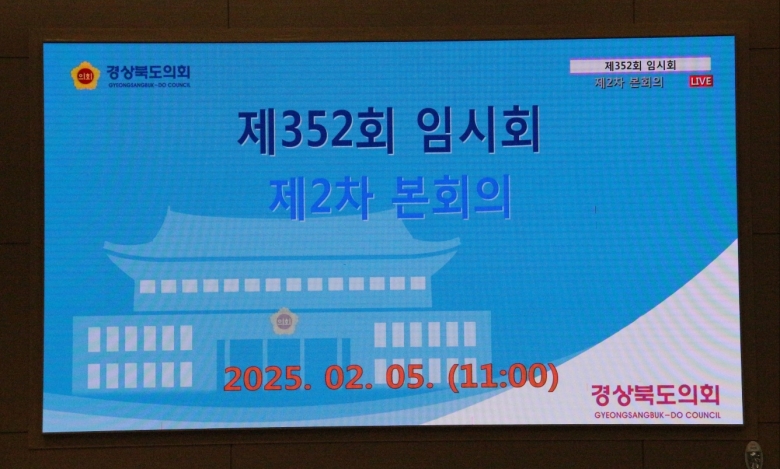 의회 경상북도의회
GYEONGSANGBUK-DO COUNCIL
제352회 임시회
제2차 본회의
LIVE
제352회 임시회
제2차 본회의
2025. 02. 05. (11:00)
경상북도의회
GYEONGSANGBUK-DO COUNCIL